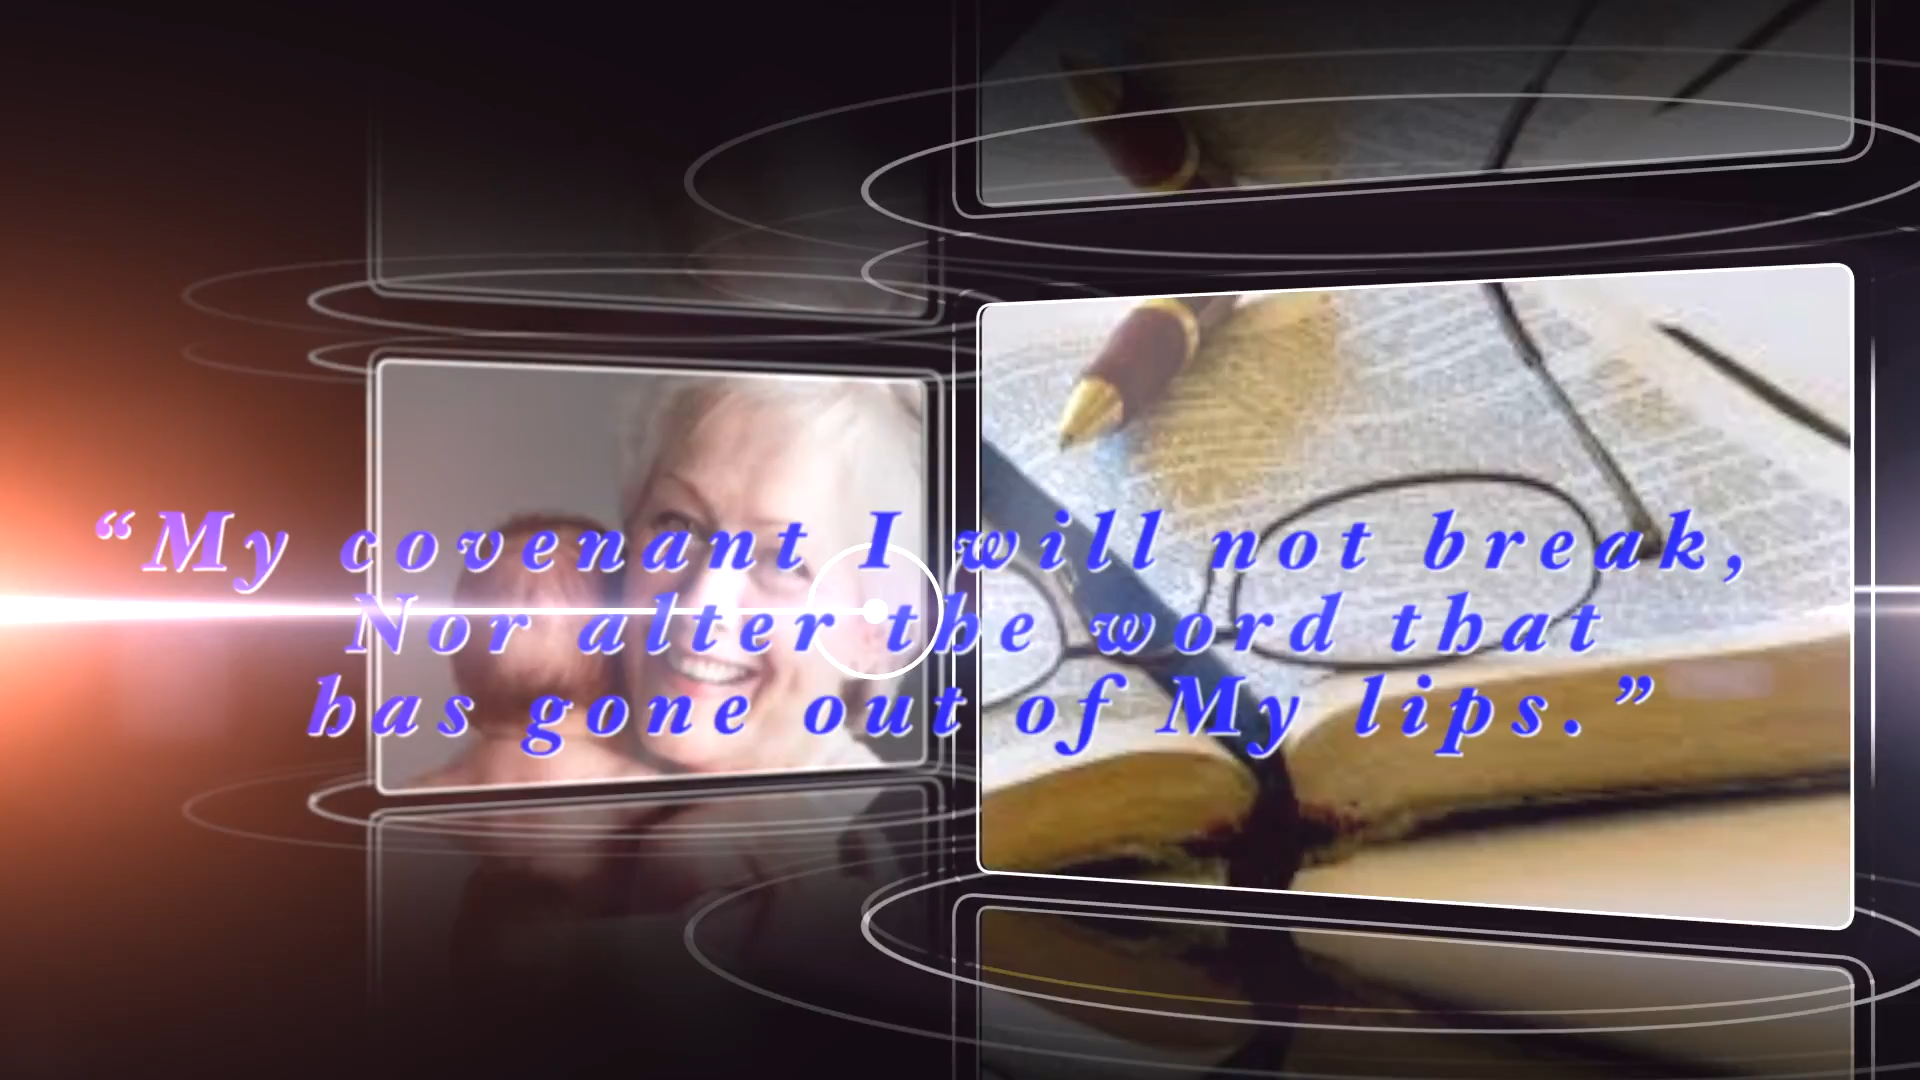 “My covenant I will not break,
Nor alter the word that
has gone out of My lips.”